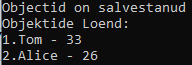 Objectid on salvestanud
Objektide Loend:
1.Tom - 33
2.Alice - 26